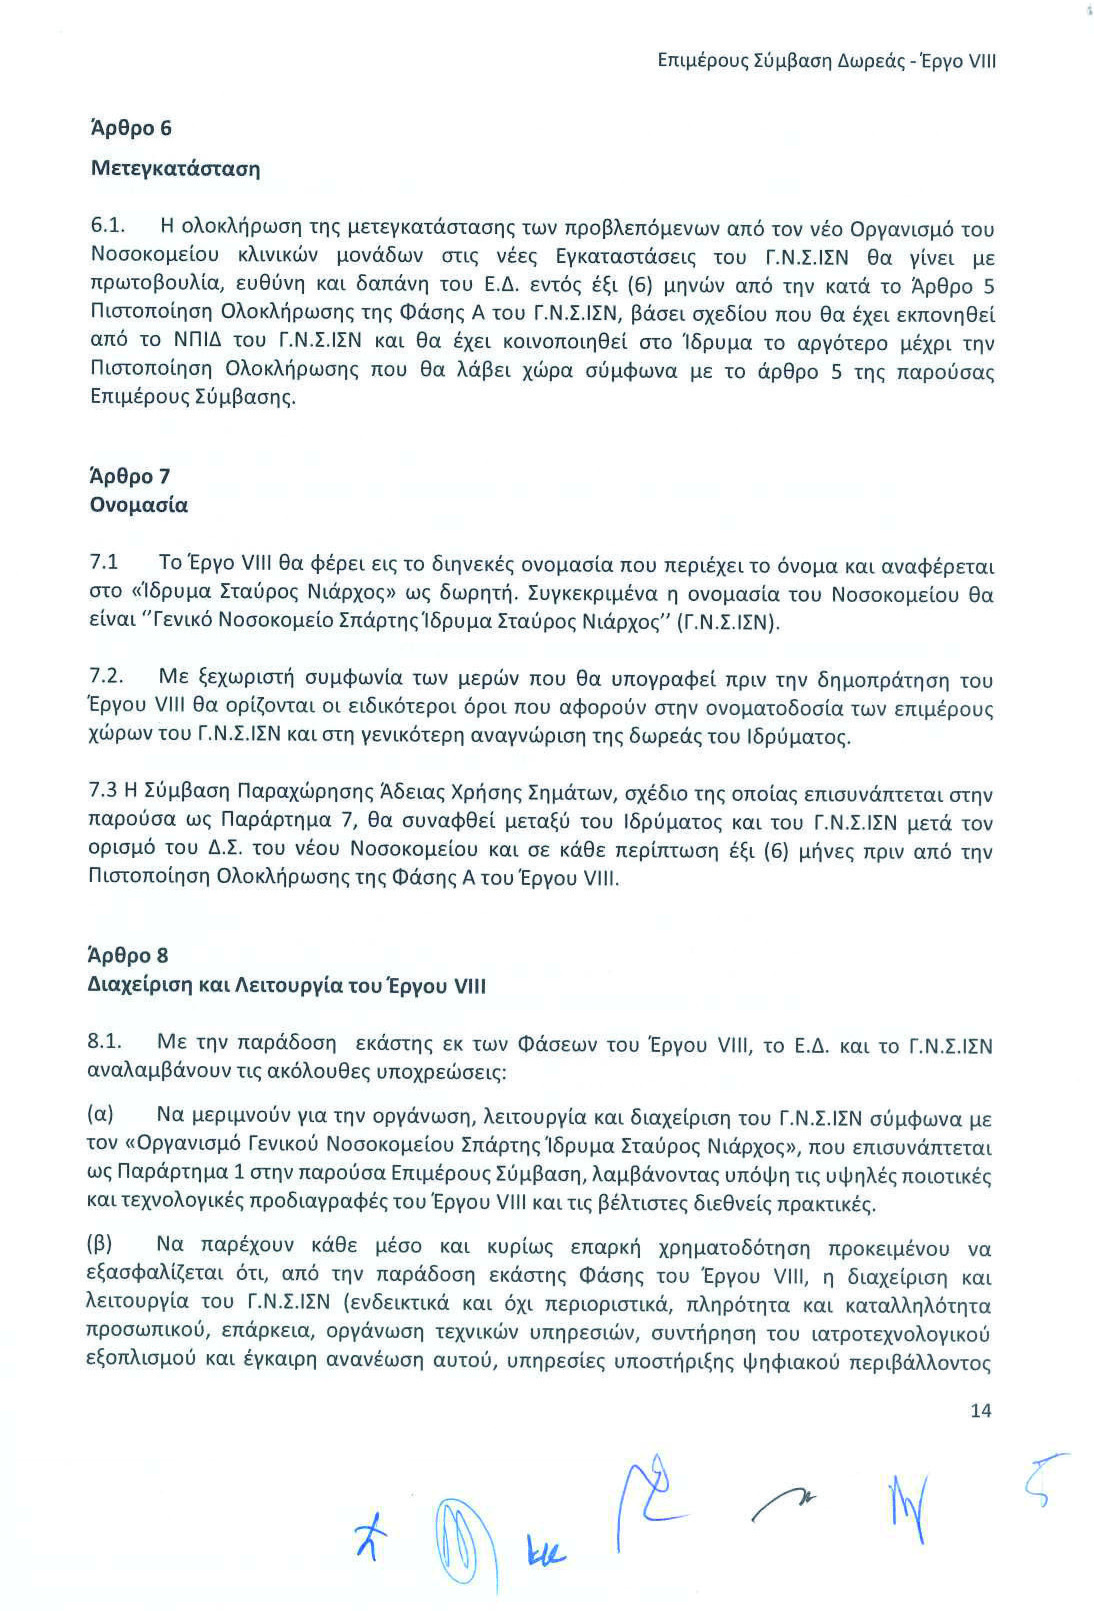 Επιμέρους Σύμβαση Δωρεάς - Έργο VIII
Άρθρο 6
Μετεγκατάσταση
6.1. Η ολοκλήρωση της μετεγκατάστασης των προβλεπόμενων από τον νέο Οργανισμό του
Νοσοκομείου κλινικών μονάδων στις νέες Εγκαταστάσεις του Γ.Ν.Σ.ΙΣΝ θα γίνει με
πρωτοβουλία, ευθύνη και δαπάνη του Ε.Δ. εντός έξι (6) μηνών από την κατά το Άρθρο 5
Πιστοποίηση Ολοκλήρωσης της Φάσης Α του Γ.Ν.Σ.ΙΣΝ, βάσει σχεδίου που θα έχει εκπονηθεί
από το ΝΠΙΔ του Γ.Ν.Σ.ΙΣΝ και θα έχει κοινοποιηθεί στο Ίδρυμα το αργότερο μέχρι την
Πιστοποίηση Ολοκλήρωσης που θα λάβει χώρα σύμφωνα με το άρθρο 5 της παρούσας
Επιμέρους Σύμβασης.
Άρθρο 7
Ονομασία
7.1 Το Έργο VIII θα φέρει εις το διηνεκές ονομασία που περιέχει το όνομα και αναφέρεται
στο «Ίδρυμα Σταύρος Νιάρχος» ως δωρητή. Συγκεκριμένα η ονομασία του Νοσοκομείου θα
είναι ‘’Γενικό Νοσοκομείο Σπάρτης Ίδρυμα Σταύρος Νιάρχος’’ (Γ.Ν.Σ.ΙΣΝ).
7.2. Με ξεχωριστή συμφωνία των μερών που θα υπογραφεί πριν την δημοπράτηση του
Έργου VIII θα ορίζονται οι ειδικότεροι όροι που αφορούν στην ονοματοδοσία των επιμέρους
χώρων του Γ.Ν.Σ.ΙΣΝ και στη γενικότερη αναγνώριση της δωρεάς του Ιδρύματος.
7.3 Η Σύμβαση Παραχώρησης Άδειας Χρήσης Σημάτων, σχέδιο της οποίας επισυνάπτεται στην
παρούσα ως Παράρτημα 7, θα συναφθεί μεταξύ του Ιδρύματος και του Γ.Ν.Σ.ΙΣΝ μετά τον
ορισμό του Δ.Σ. του νέου Νοσοκομείου και σε κάθε περίπτωση έξι (6) μήνες πριν από την
Πιστοποίηση Ολοκλήρωσης της Φάσης Α του Έργου VIII.
Άρθρο 8
Διαχείριση και Λειτουργία του Έργου VIII
8.1. Με την παράδοση εκάστης εκ των Φάσεων του Έργου VIII, το Ε.Δ. και το Γ.Ν.Σ.ΙΣΝ
αναλαμβάνουν τις ακόλουθες υποχρεώσεις:
(α) Να μεριμνούν για την οργάνωση, λειτουργία και διαχείριση του Γ.Ν.Σ.ΙΣΝ σύμφωνα με
τον «Οργανισμό Γενικού Νοσοκομείου Σπάρτης Ίδρυμα Σταύρος Νιάρχος», που επισυνάπτεται
ως Παράρτημα 1 στην παρούσα Επιμέρους Σύμβαση, λαμβάνοντας υπόψη τις υψηλές ποιοτικές
και τεχνολογικές προδιαγραφές του Έργου VIII και τις βέλτιστες διεθνείς πρακτικές.
(β) Να παρέχουν κάθε μέσο και κυρίως επαρκή χρηματοδότηση προκειμένου να
εξασφαλίζεται ότι, από την παράδοση εκάστης Φάσης του Έργου VIII, η διαχείριση και
λειτουργία του Γ.Ν.Σ.ΙΣΝ (ενδεικτικά και όχι περιοριστικά, πληρότητα και καταλληλότητα
προσωπικού, επάρκεια, οργάνωση τεχνικών υπηρεσιών, συντήρηση του ιατροτεχνολογικού
εξοπλισμού και έγκαιρη ανανέωση αυτού, υπηρεσίες υποστήριξης ψηφιακού περιβάλλοντος
14